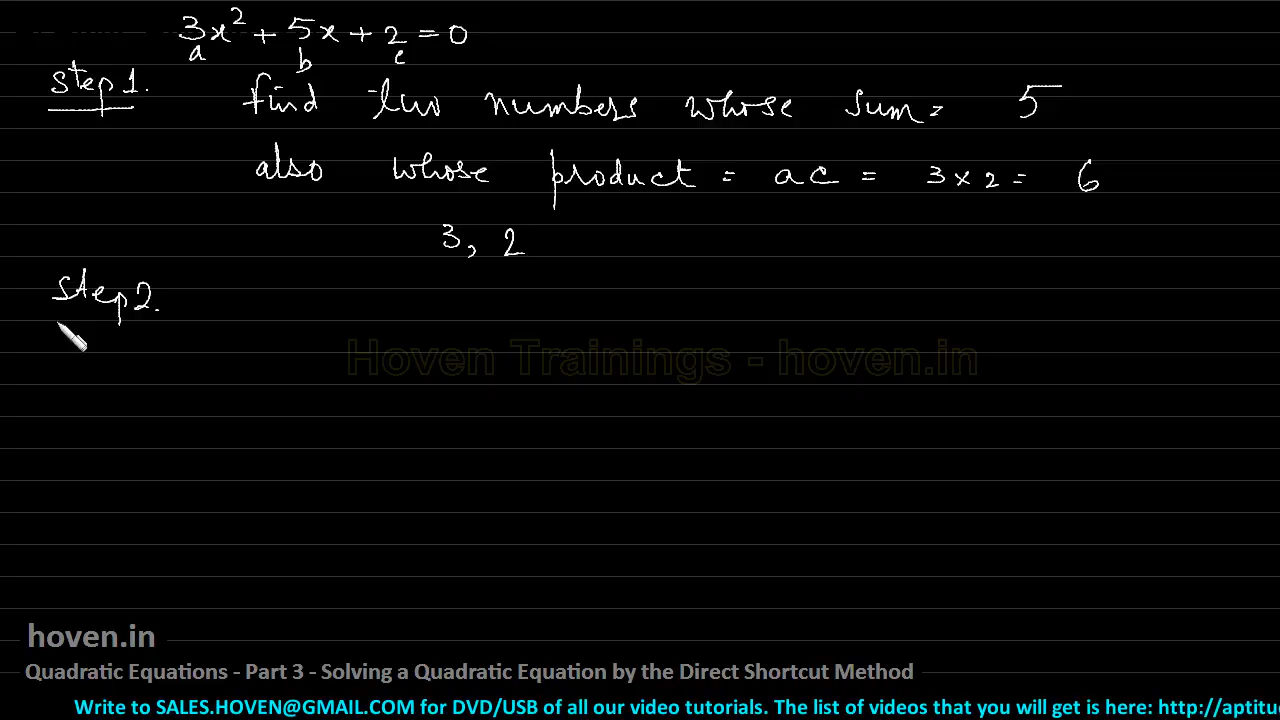 3x² + 5x + 2 = 0
a b c
Step 1. find two numbers whose sum = 5
also whose product = ac = 3 x 2 = 6
3, 2
Step 2.
Hoven Trainings - hoven.in
hoven.in
Quadratic Equations - Part 3 - Solving a Quadratic Equation by the Direct Shortcut Method
Write to SALES.HOVEN@GMAIL.COM for DVD/USB of all our video tutorials. The list of videos that you will get is here: http://aptitu